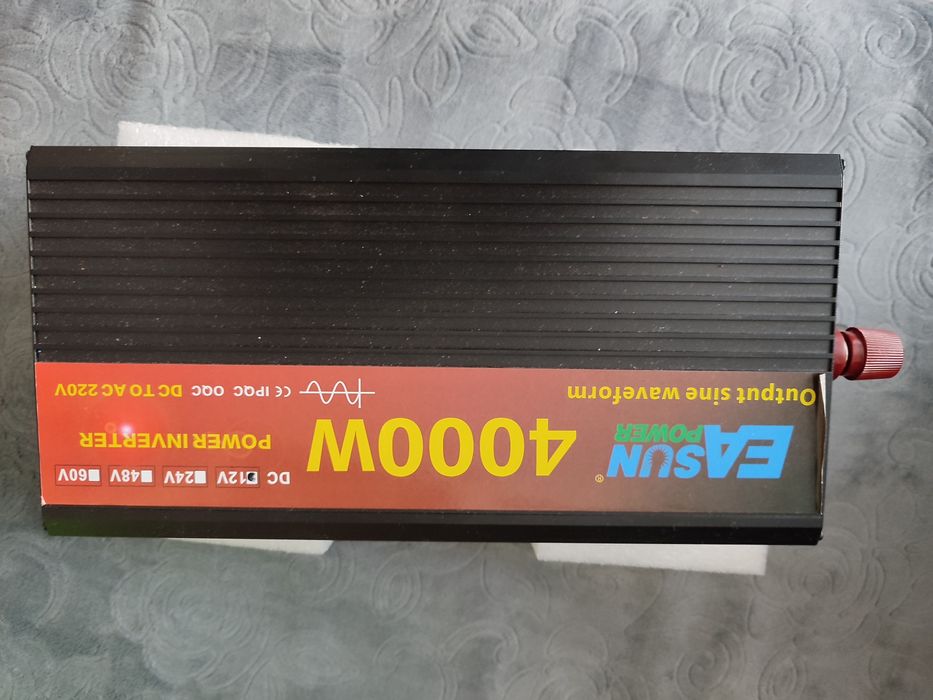 EASUN®
POWER
4000W
DC 12V 24V 48V 60V
POWER INVERTER
Output sine waveform
CE IPQC OQC DC TO AC 220V